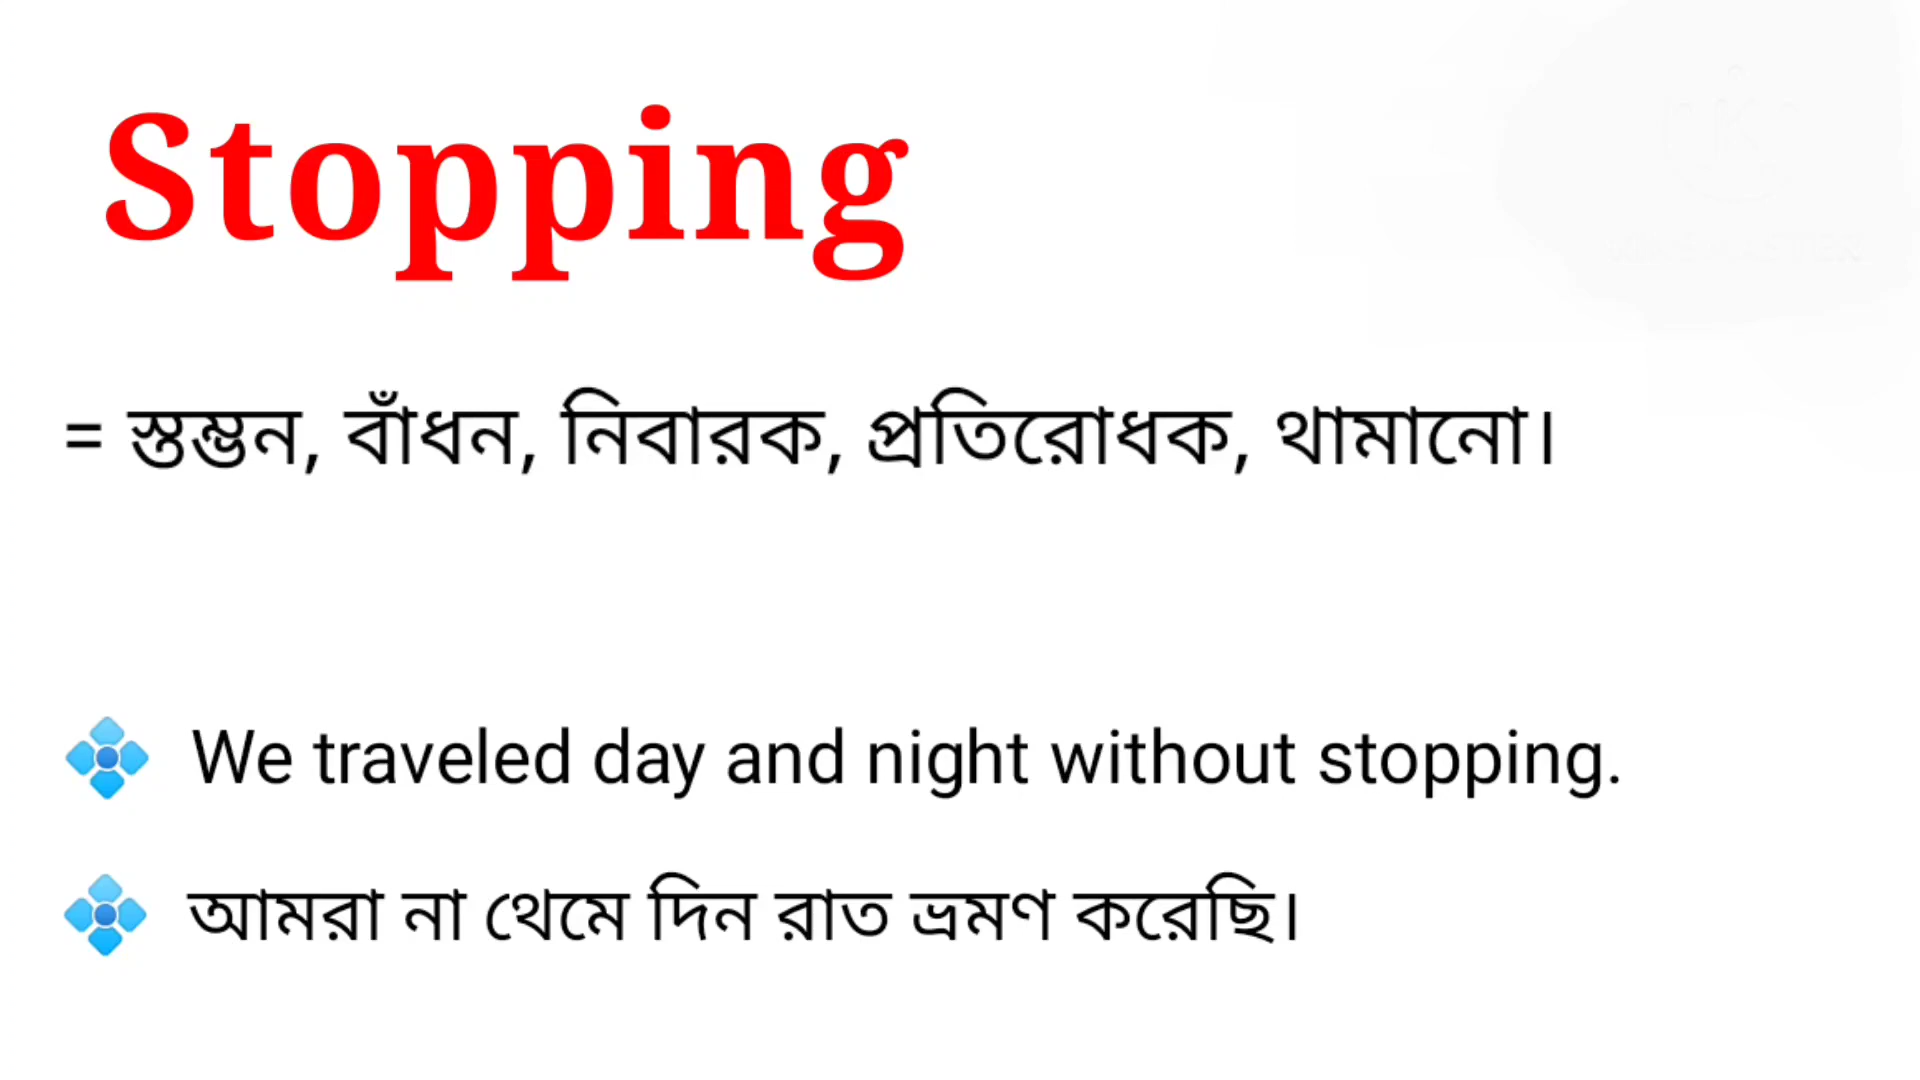 Stopping
= স্তম্ভন, বাঁধন, নিবারক, প্রতিরোধক, থামানো।
We traveled day and night without stopping.
আমরা না থেমে দিন রাত ভ্রমণ করেছি।